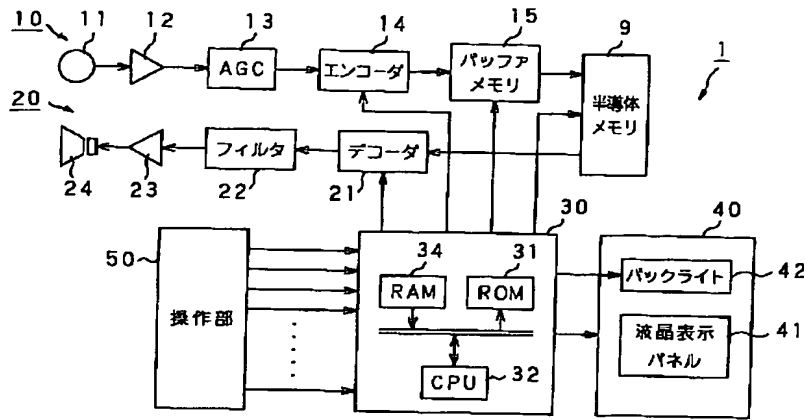 10 11 12 13 14 15 9 1
AGC
エンコーダ
バッファ
メモリ
半導体
メモリ
20
24 23
フィルタ
22
デコーダ
21
30 40
50
操作部
34 31
RAM
ROM
CPU
32
バックライト
42
液晶表示
パネル
41